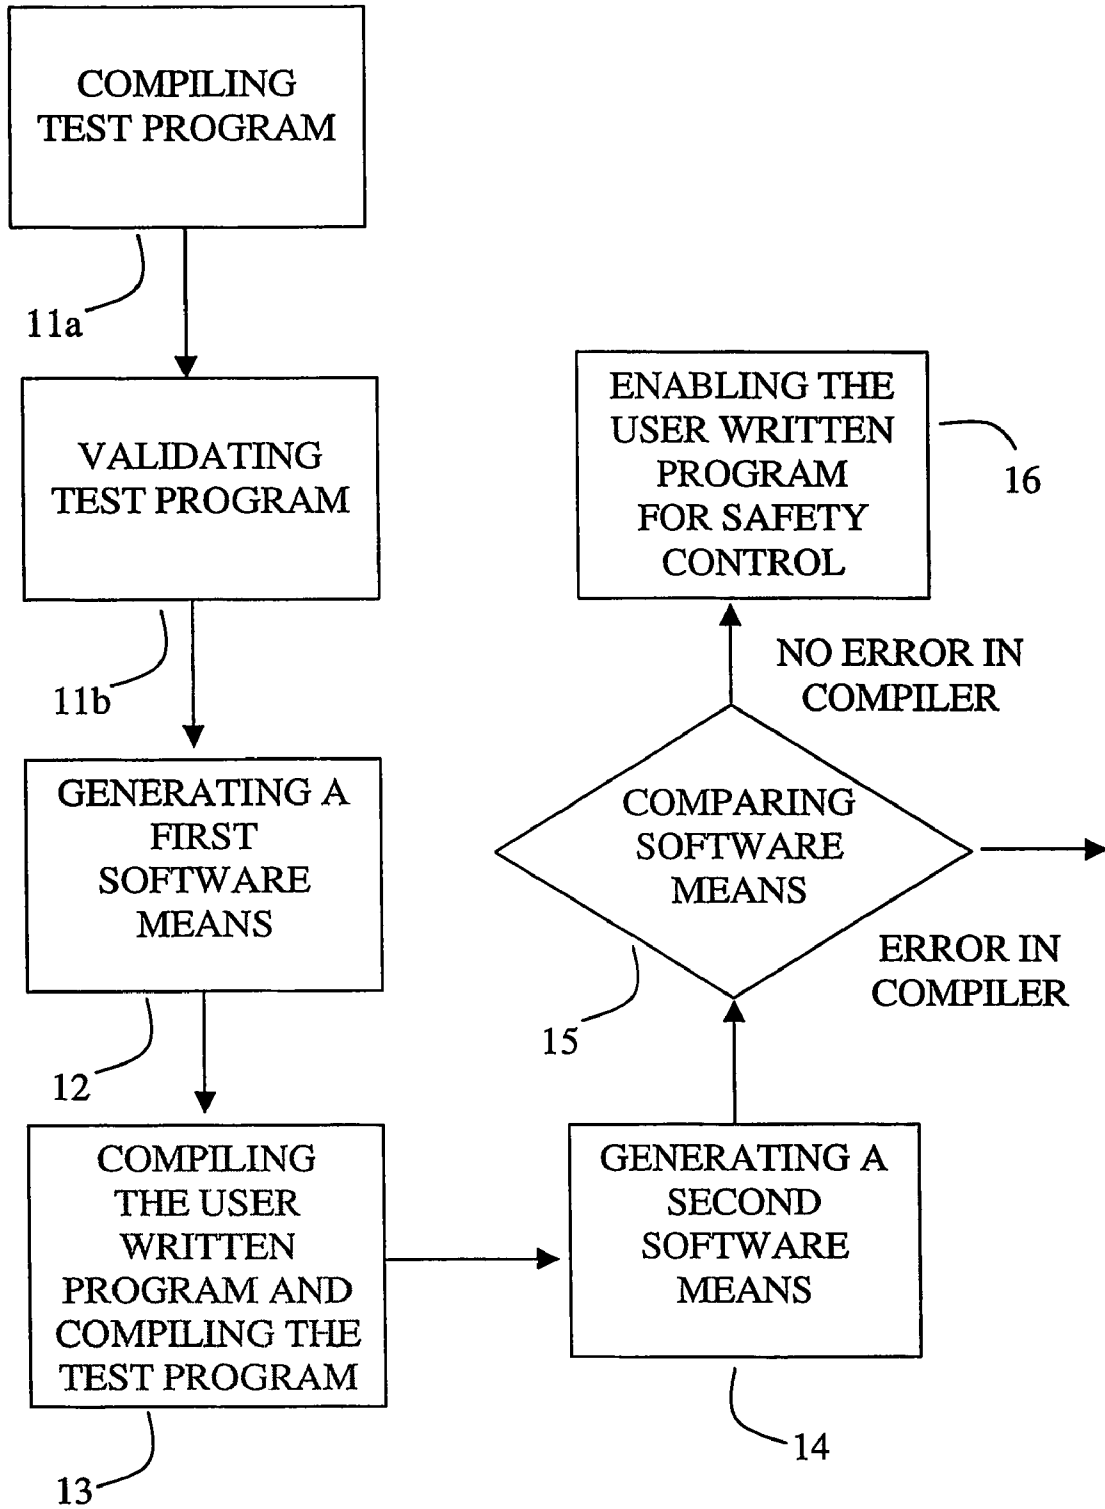 COMPILING
TEST PROGRAM
11a
VALIDATING
TEST PROGRAM
11b
GENERATING A
FIRST
SOFTWARE
MEANS
12
COMPILING
THE USER
WRITTEN
PROGRAM AND
COMPILING THE
TEST PROGRAM
13
GENERATING A
SECOND
SOFTWARE
MEANS
14
COMPARING
SOFTWARE
MEANS
15
ERROR IN
COMPILER
NO ERROR IN
COMPILER
ENABLING THE
USER WRITTEN
PROGRAM
FOR SAFETY
CONTROL
16